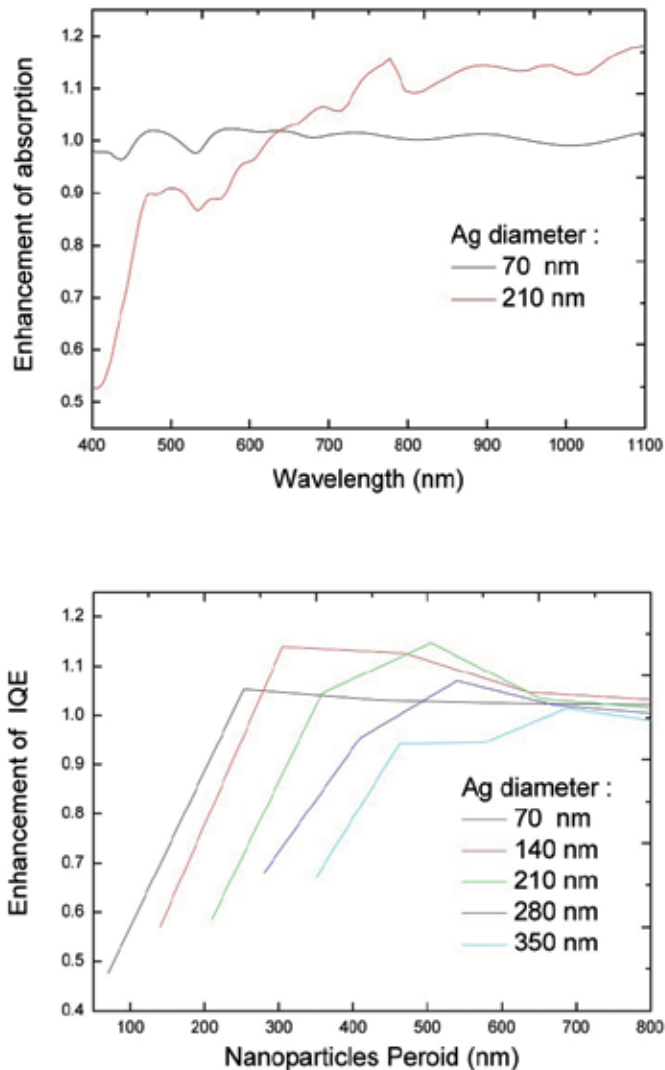 Enhancement of absorption
1.2
1.1
1.0
0.9
0.8
0.7
0.6
0.5
Ag diameter :
70 nm
210 nm
400 500 600 700 800 900 1000 1100
Wavelength (nm)
Enhancement of IQE
1.2
1.1
1.0
0.9
0.8
0.7
0.6
0.5
0.4
Ag diameter :
70 nm
140 nm
210 nm
280 nm
350 nm
100 200 300 400 500 600 700 800
Nanoparticles Peroid (nm)